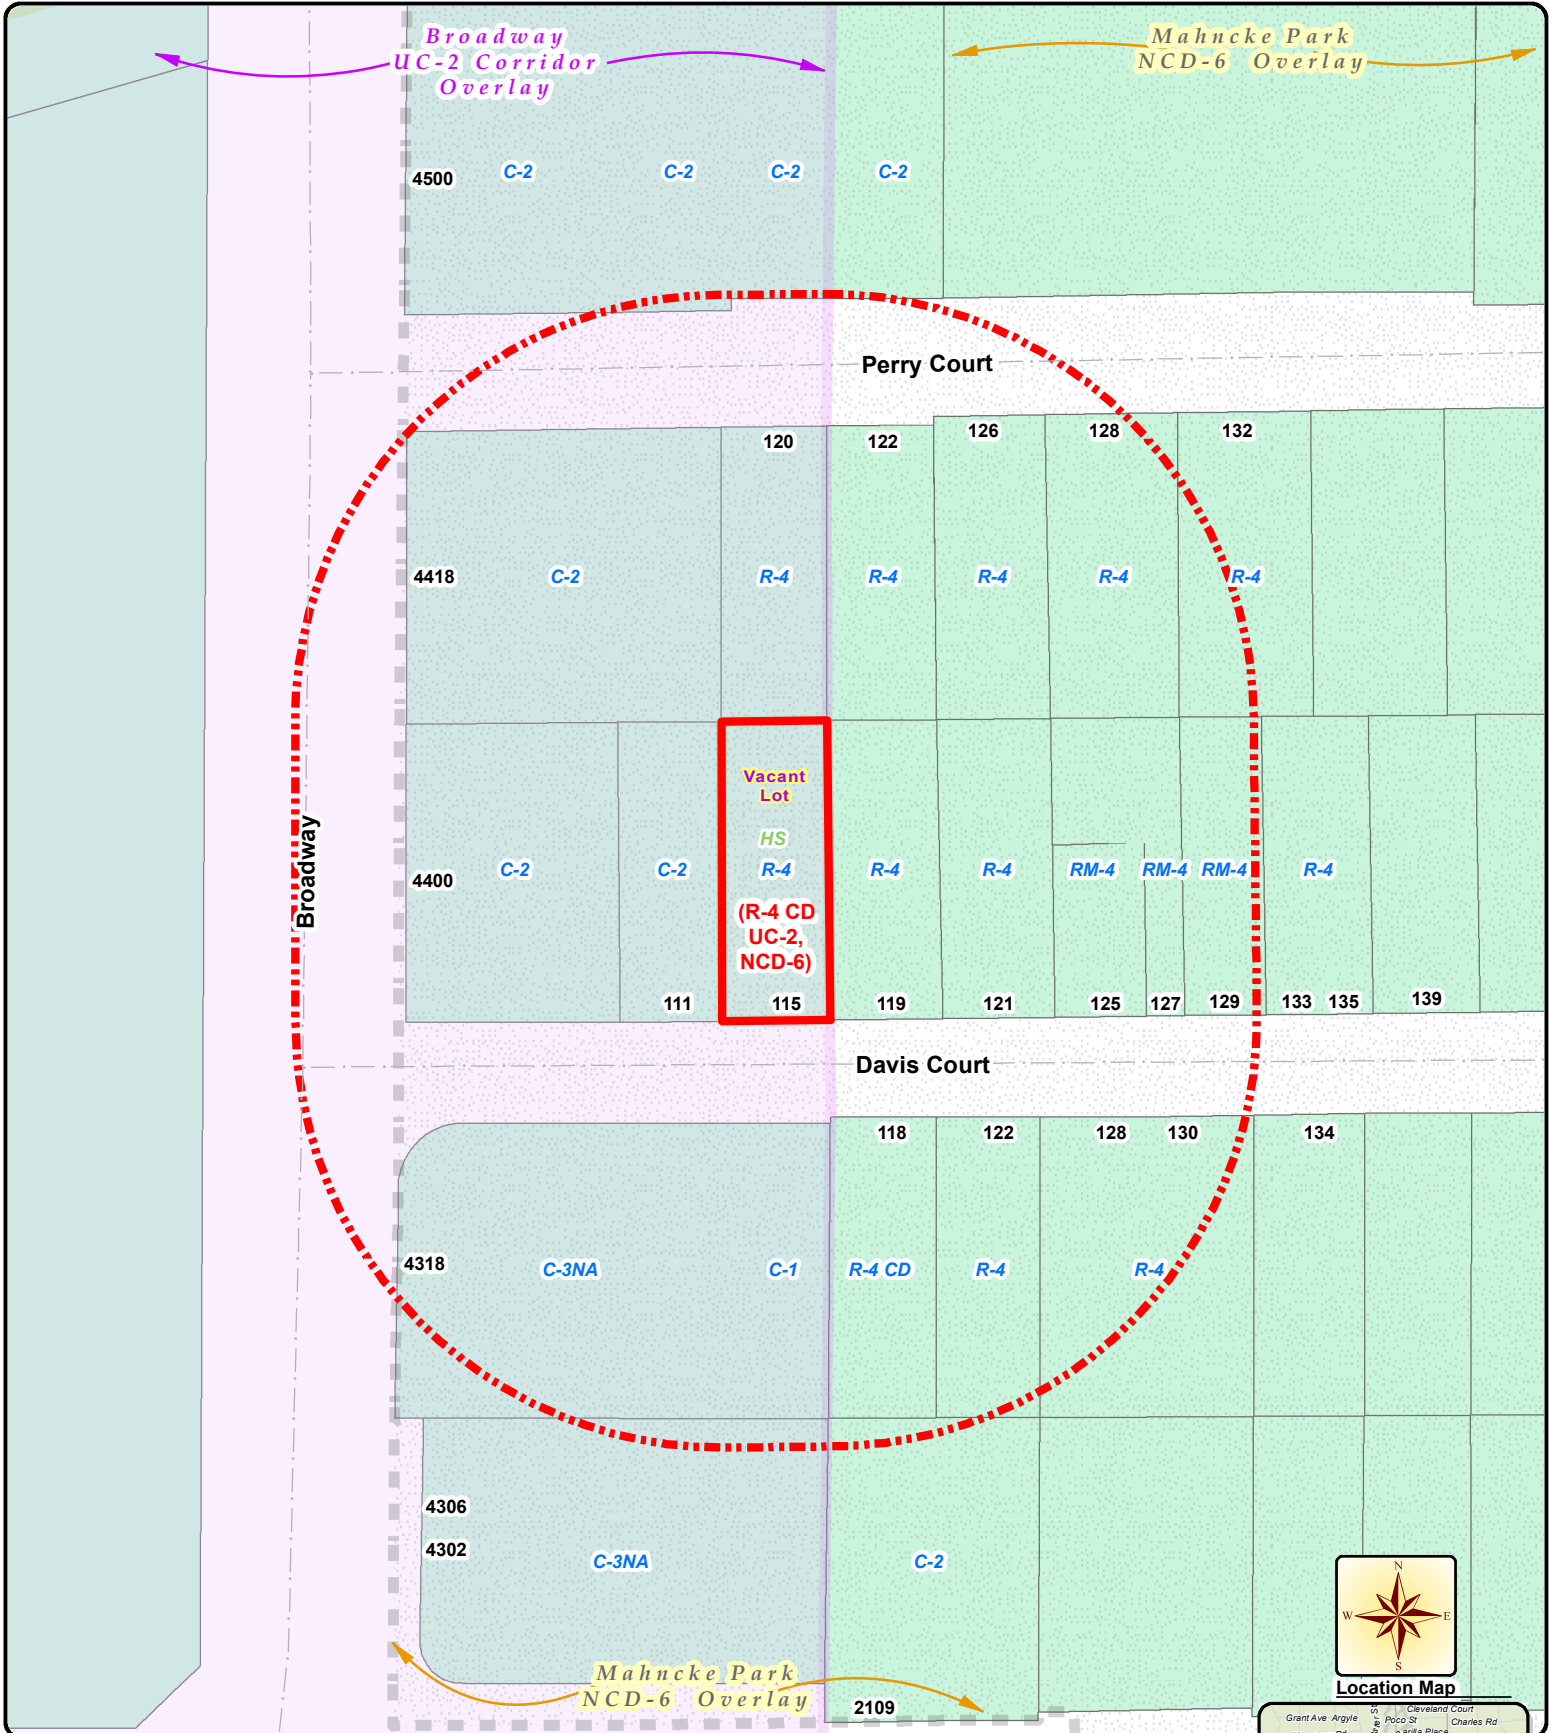 Broadway
UC-2 Corridor
Overlay
Mahncke Park
NCD-6 Overlay
4500
C-2
C-2
C-2
C-2
Perry Court
120
122
126
128
132
4418
C-2
R-4
R-4
R-4
R-4
R-4
Vacant
Lot
HS
Broadway
4400
C-2
C-2
R-4
R-4
R-4
RM-4
RM-4
RM-4
R-4
(R-4 CD
UC-2,
NCD-6)
111
115
119
121
125
127
129
133
135
139
Davis Court
118
122
128
130
134
4318
C-3NA
C-1
R-4 CD
R-4
R-4
4306
4302
C-3NA
C-2
N
W
E
S
Mahncke Park
NCD-6 Overlay
2109
Location Map
Cleveland Court
Grant Ave
Argyle
Poco St
Charles Rd
Place